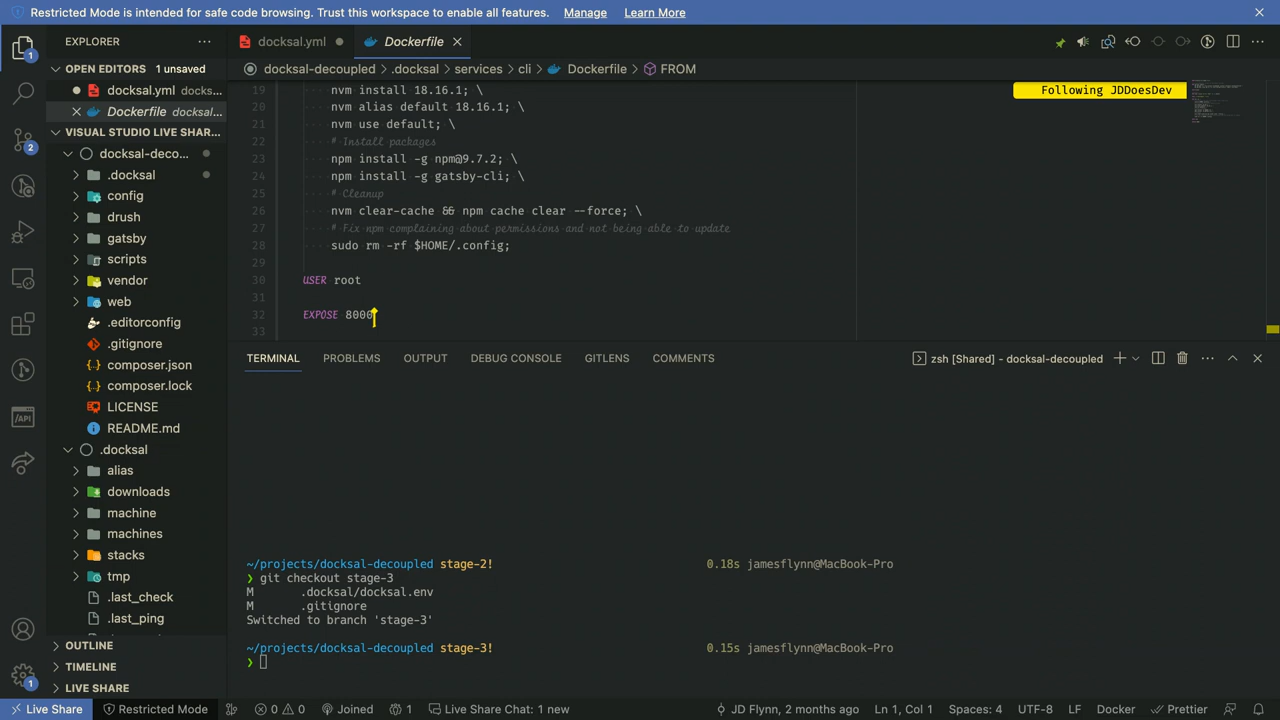 Restricted Mode is intended for safe code browsing. Trust this workspace to enable all features. Manage Learn More
EXPLORER
docksal.yml
Dockerfile
OPEN EDITORS 1 unsaved
docksal-decoupled > .docksal > services > cli > Dockerfile > FROM
docksal.yml docks...
Dockerfile docksal...
VISUAL STUDIO LIVE SHAR...
docksal-deco...
.docksal
config
drush
gatsby
scripts
vendor
web
.editorconfig
.gitignore
composer.json
composer.lock
LICENSE
README.md
.docksal
alias
downloads
machine
machines
stacks
tmp
.last_check
.last_ping
OUTLINE
TIMELINE
LIVE SHARE
1
2
/API
1
Following JDDoesDev
19 nvm install 18.16.1; \
20 nvm alias default 18.16.1; \
21 nvm use default; \
22 # Install packages
23 npm install -g npm@9.7.2; \
24 npm install -g gatsby-cli; \
25 # Cleanup
26 nvm clear-cache && npm cache clear --force; \
27 # Fix npm complaining about permissions and not being able to update
28 sudo rm -rf $HOME/.config;
29
30 USER root
31
32 EXPOSE 8000
33
TERMINAL PROBLEMS OUTPUT DEBUG CONSOLE GITLENS COMMENTS
zsh [Shared] - docksal-decoupled
~/projects/docksal-decoupled stage-2! 0.18s jamesflynn@MacBook-Pro
❯ git checkout stage-3
M .docksal/docksal.env
M .gitignore
Switched to branch 'stage-3'
~/projects/docksal-decoupled stage-3! 0.15s jamesflynn@MacBook-Pro
❯
Live Share Restricted Mode 0 0 Joined 1 Live Share Chat: 1 new JD Flynn, 2 months ago Ln 1, Col 1 Spaces: 4 UTF-8 LF Docker Prettier